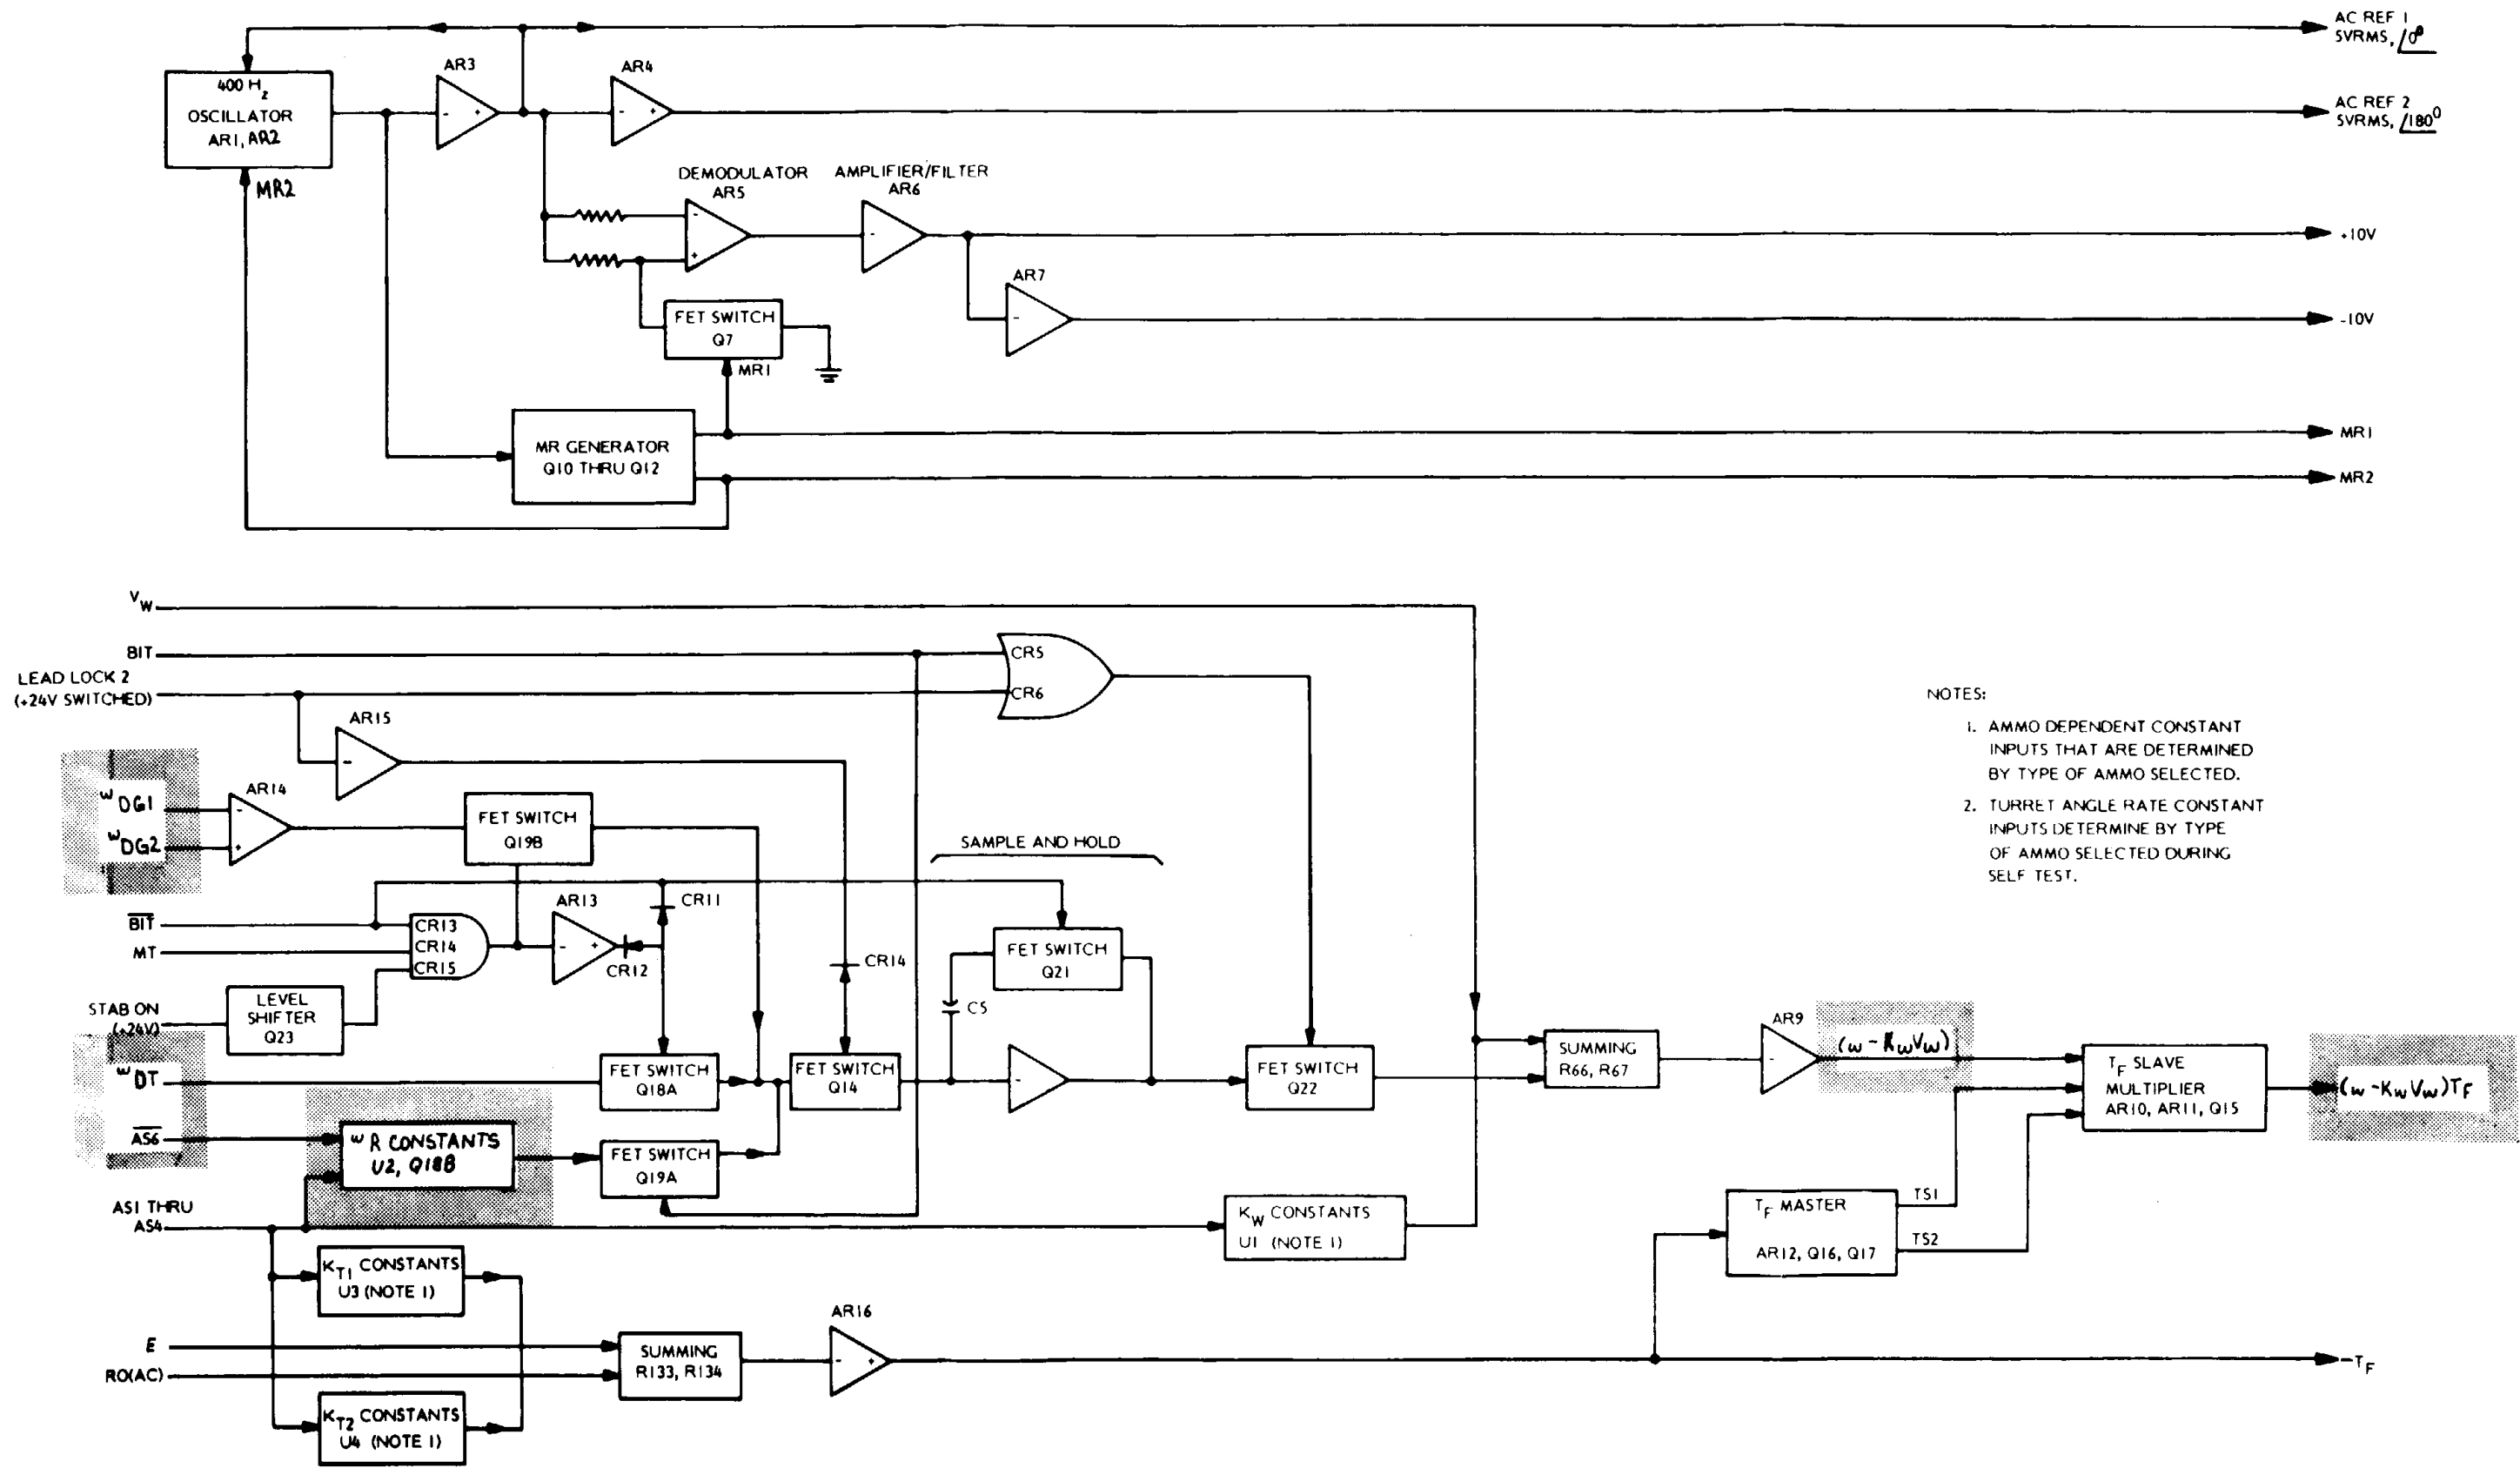 AC REF 1
5VRMS, /0°
400 Hz
OSCILLATOR
AR1, AR2
AR3
AR4
AC REF 2
5VRMS, /180°
MR2
DEMODULATOR
AR5
AMPLIFIER/FILTER
AR6
+10V
AR7
FET SWITCH
Q7
-10V
MR1
MR GENERATOR
Q10 THRU Q12
MR1
MR2
VW
BIT
CR5
LEAD LOCK 2
(+24V SWITCHED)
CR6
AR15
NOTES:
1. AMMO DEPENDENT CONSTANT
INPUTS THAT ARE DETERMINED
BY TYPE OF AMMO SELECTED.
2. TURRET ANGLE RATE CONSTANT
INPUTS DETERMINE BY TYPE
OF AMMO SELECTED DURING
SELF TEST.
ωDG1
ωDG2
AR14
FET SWITCH
Q19B
SAMPLE AND HOLD
BIT
MT
CR13
CR14
CR15
AR13
CR11
CR12
CR14
FET SWITCH
Q21
C5
STAB ON
(+24V)
LEVEL
SHIFTER
Q23
ωDT
FET SWITCH
Q18A
FET SWITCH
Q14
FET SWITCH
Q22
SUMMING
R66, R67
AR9
(ω-KWVW)
TF SLAVE
MULTIPLIER
AR10, AR11, Q15
(ω-KWVW)TF
AS6
ωR CONSTANTS
U2, Q18B
FET SWITCH
Q19A
AS1 THRU
AS4
KW CONSTANTS
U1 (NOTE 1)
TF MASTER
AR12, Q16, Q17
TS1
TS2
KT1 CONSTANTS
U3 (NOTE 1)
E
RO(AC)
SUMMING
R133, R134
AR16
-TF
KT2 CONSTANTS
U4 (NOTE 1)